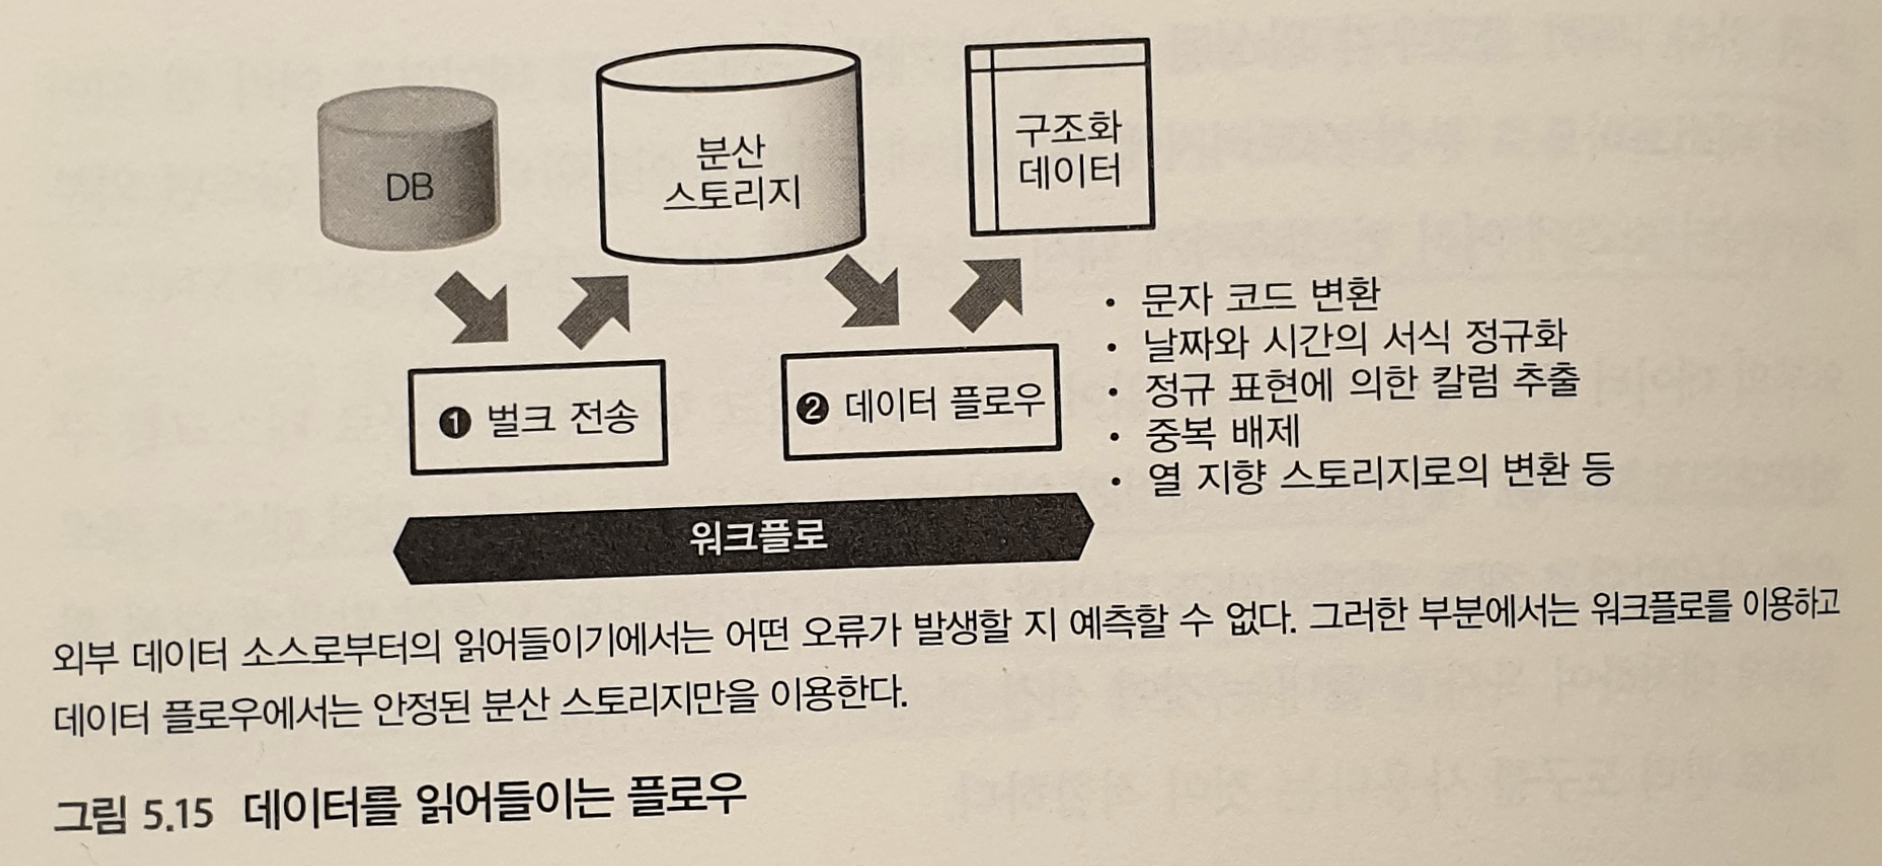 DB
분산
스토리지
구조화
데이터
❶ 벌크 전송
❷ 데이터 플로우
• 문자 코드 변환
• 날짜와 시간의 서식 정규화
• 정규 표현에 의한 칼럼 추출
• 중복 배제
• 열 지향 스토리지로의 변환 등
워크플로
외부 데이터 소스로부터의 읽어들이기에서는 어떤 오류가 발생할 지 예측할 수 없다. 그러한 부분에서는 워크플로를 이용하고
데이터 플로우에서는 안정된 분산 스토리지만을 이용한다.
그림 5.15 데이터를 읽어들이는 플로우